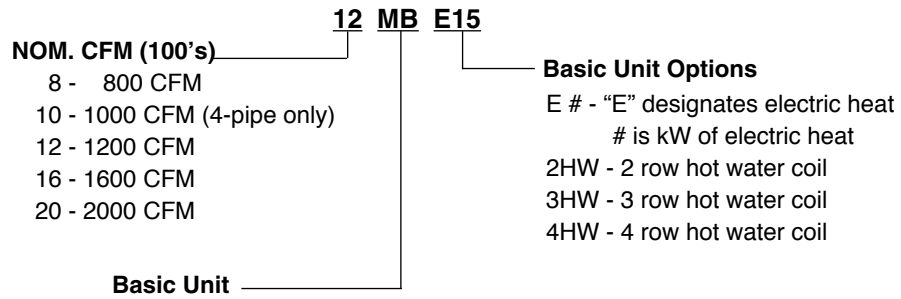 12 MB E15
NOM. CFM (100's)
8 - 800 CFM
10 - 1000 CFM (4-pipe only)
12 - 1200 CFM
16 - 1600 CFM
20 - 2000 CFM
Basic Unit
Basic Unit Options
E # - “E” designates electric heat
# is kW of electric heat
2HW - 2 row hot water coil
3HW - 3 row hot water coil
4HW - 4 row hot water coil